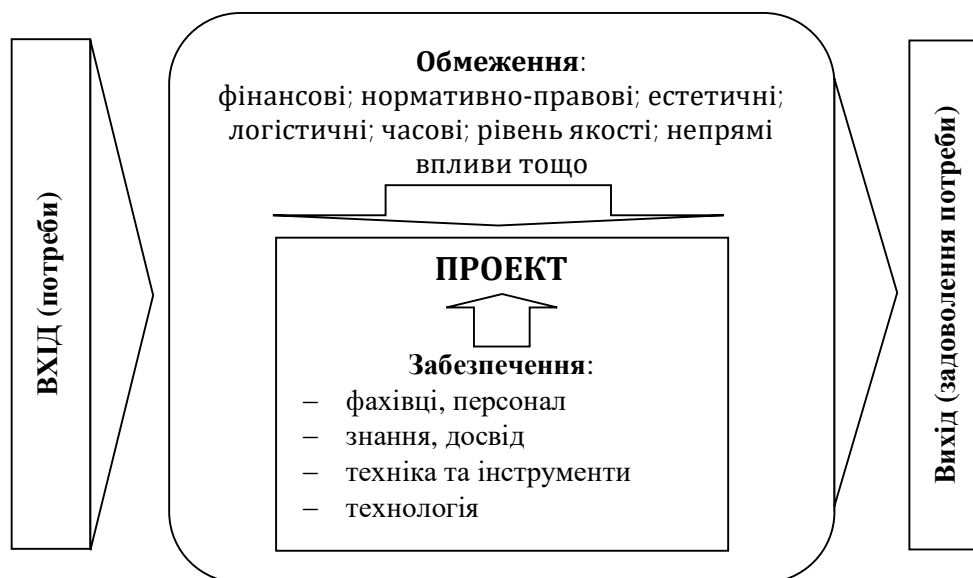 ВХІД (потреби)
Обмеження:
фінансові; нормативно-правові; естетичні;
логістичні; часові; рівень якості; непрямі
впливи тощо
ПРОЕКТ
Забезпечення:
– фахівці, персонал
– знання, досвід
– техніка та інструменти
– технологія
Вихід (задоволення потреби)